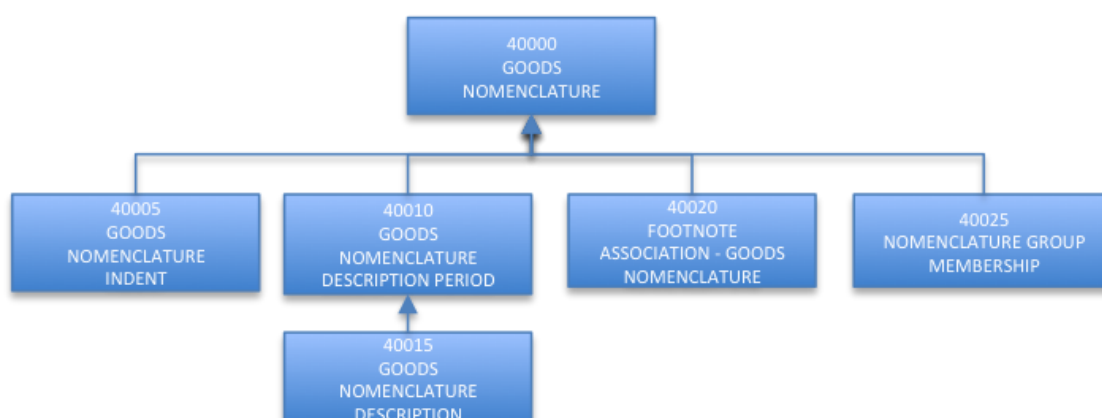 40000
GOODS
NOMENCLATURE
40005
GOODS
NOMENCLATURE
INDENT
40010
GOODS
NOMENCLATURE
DESCRIPTION PERIOD
40020
FOOTNOTE
ASSOCIATION - GOODS
NOMENCLATURE
40025
NOMENCLATURE GROUP
MEMBERSHIP
40015
GOODS
NOMENCLATURE
DESCRIPTION